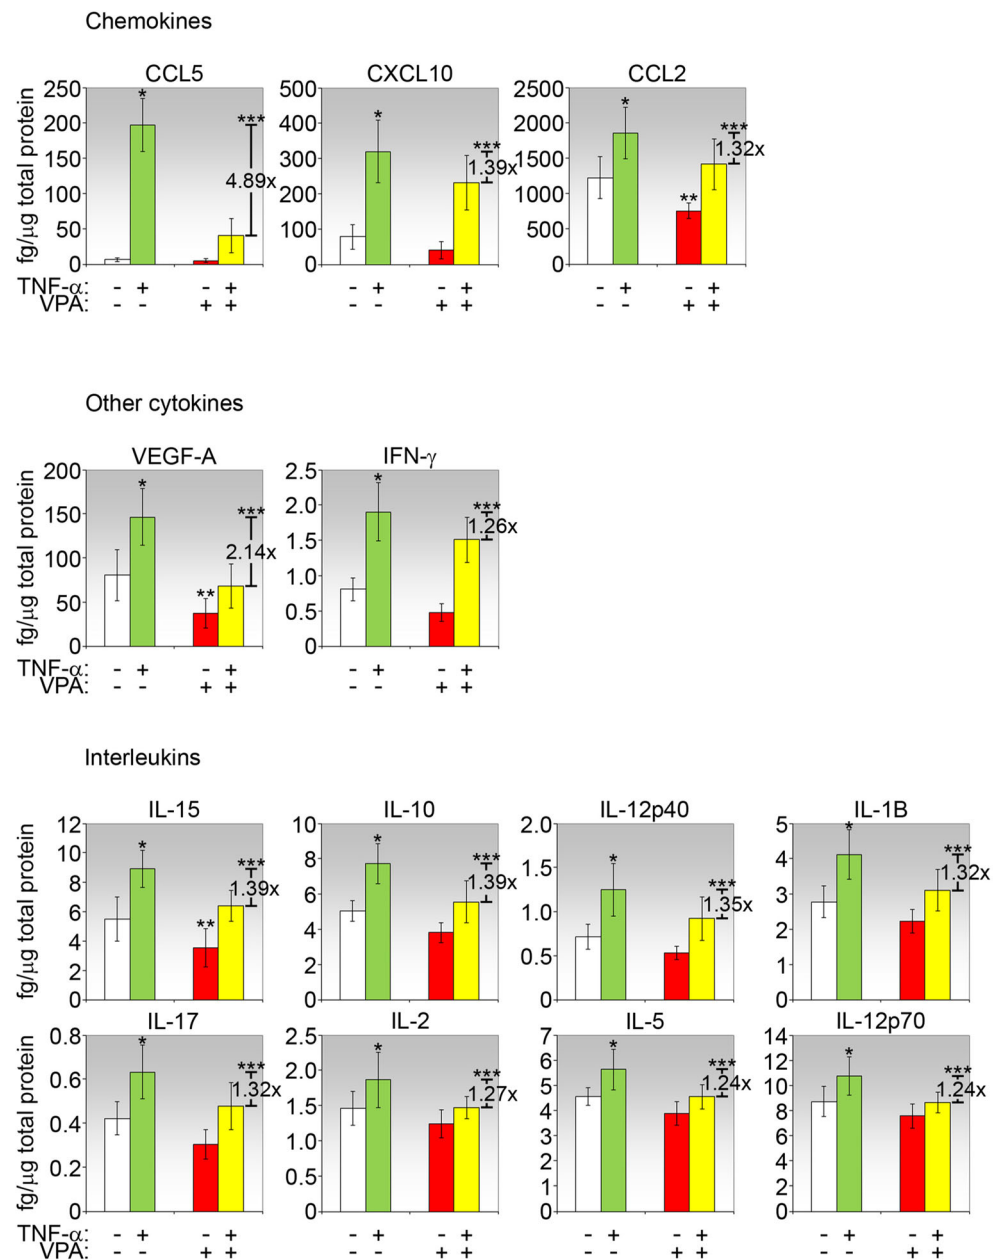 Chemokines
CCL5 CXCL10 CCL2
fg/µg total protein
250 200 150 100 50 0
* *** 4.89x
500 400 300 200 100 0
* *** 1.39x
2500 2000 1500 1000 500 0
* ** *** 1.32x
TNF-α: - + - + - + - + - + - +
VPA: - - + + - - + + - - + +
Other cytokines
VEGF-A IFN-γ
fg/µg total protein
200 150 100 50 0
* ** *** 2.14x
2.5 2.0 1.5 1.0 0.5 0
* *** 1.26x
TNF-α: - + - + - + - +
VPA: - - + + - - + +
Interleukins
IL-15 IL-10 IL-12p40 IL-1B
fg/µg total protein
12 10 8 6 4 2 0
* ** *** 1.39x
10 8 6 4 2 0
* *** 1.39x
2.0 1.5 1.0 0.5 0
* *** 1.35x
5 4 3 2 1 0
* *** 1.32x
IL-17 IL-2 IL-5 IL-12p70
fg/µg total protein
0.8 0.6 0.4 0.2 0
* *** 1.32x
2.5 2.0 1.5 1.0 0.5 0
* *** 1.27x
7 6 5 4 3 2 1 0
* *** 1.24x
14 12 10 8 6 4 2 0
* *** 1.24x
TNF-α: - + - + - + - + - + - + - + - +
VPA: - - + + - - + + - - + + - - + +